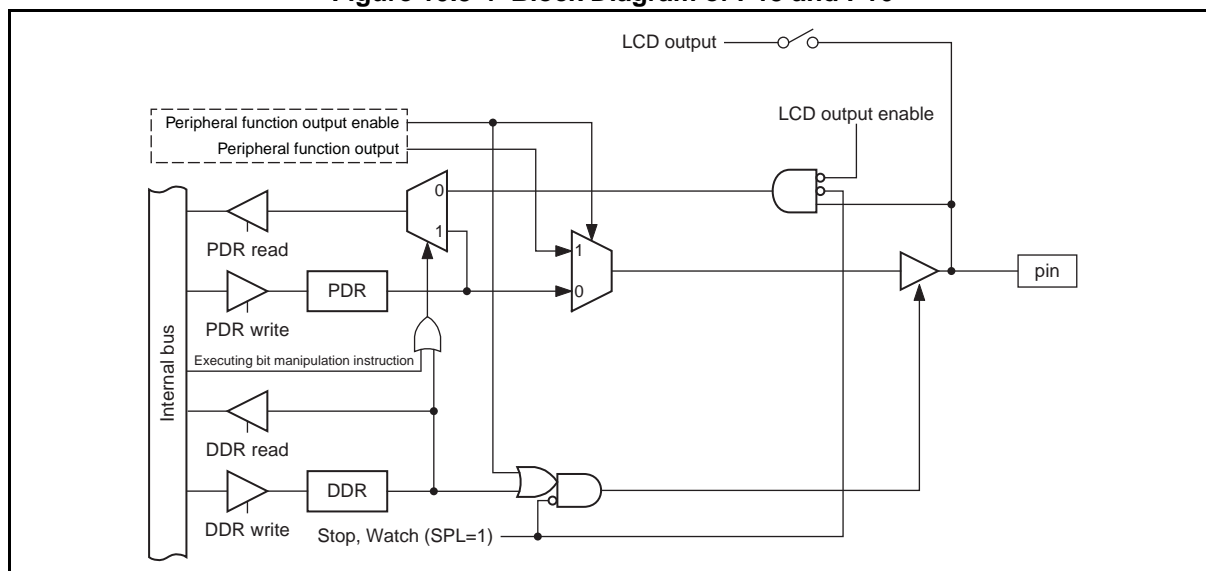 LCD output
LCD output enable
Peripheral function output enable
Peripheral function output
0
1
PDR read
1
0
pin
PDR
PDR write
Internal bus
Executing bit manipulation instruction
DDR read
DDR
DDR write
Stop, Watch (SPL=1)